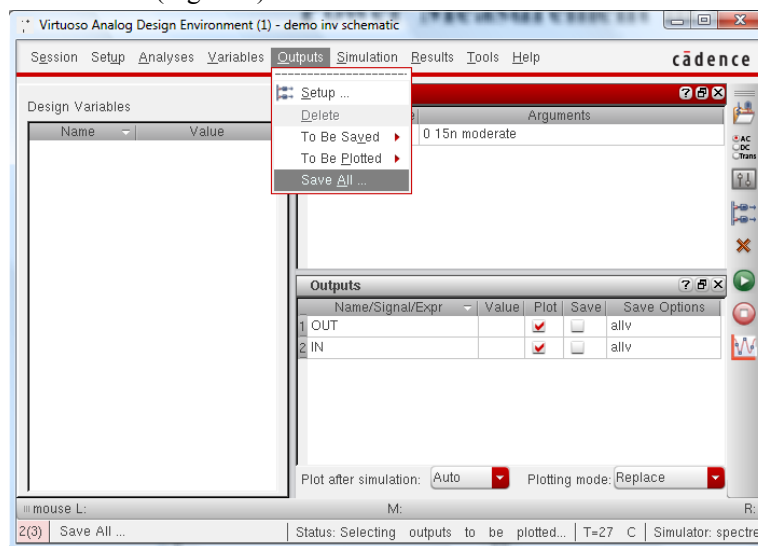 Virtuoso Analog Design Environment (1) - demo inv schematic
Session Setup Analyses Variables Outputs Simulation Results Tools Help cādence
Setup ...
Delete
To Be Saved
To Be Plotted
Save All ...
Design Variables
Name Value
Arguments
0 15n moderate
AC
DC
Trans
Outputs
Name/Signal/Expr Value Plot Save Save Options
1 OUT allv
2 IN allv
Plot after simulation: Auto Plotting mode: Replace
mouse L: M: R:
2(3) Save All ... Status: Selecting outputs to be plotted... T=27 C Simulator: spectre